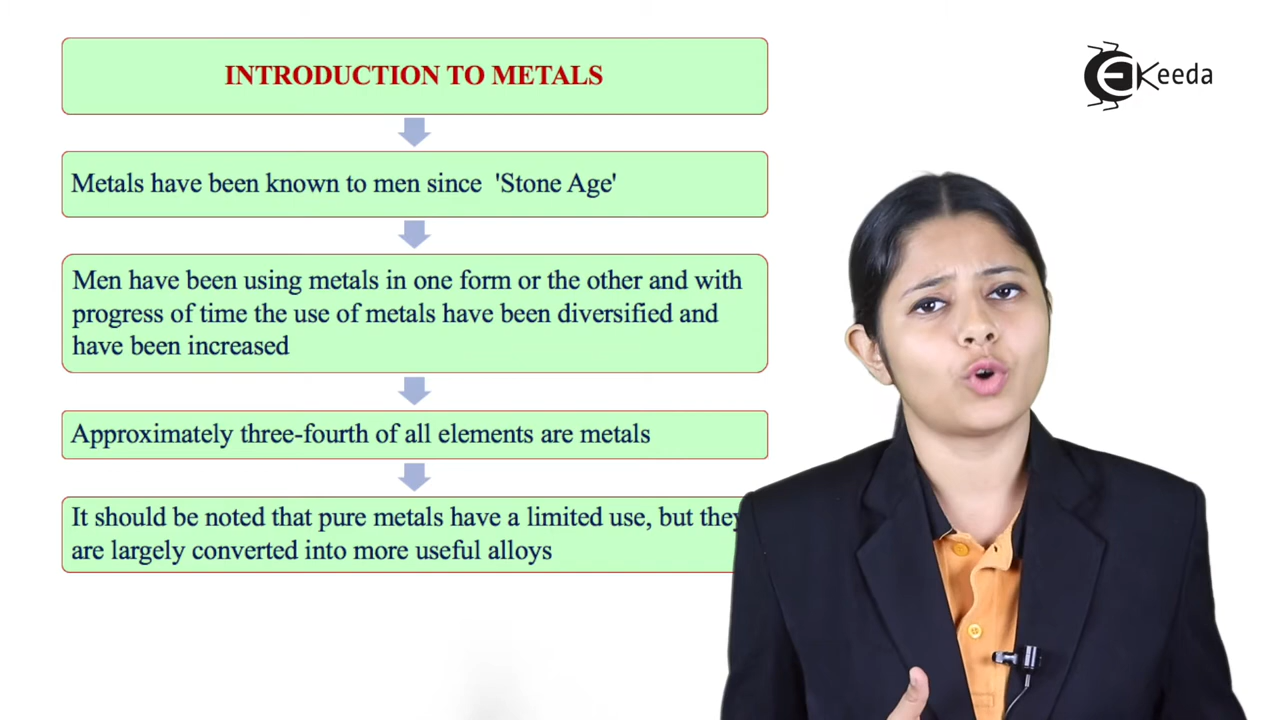 INTRODUCTION TO METALS
Keeda
Metals have been known to men since 'Stone Age'
Men have been using metals in one form or the other and with
progress of time the use of metals have been diversified and
have been increased
Approximately three-fourth of all elements are metals
It should be noted that pure metals have a limited use, but they
are largely converted into more useful alloys